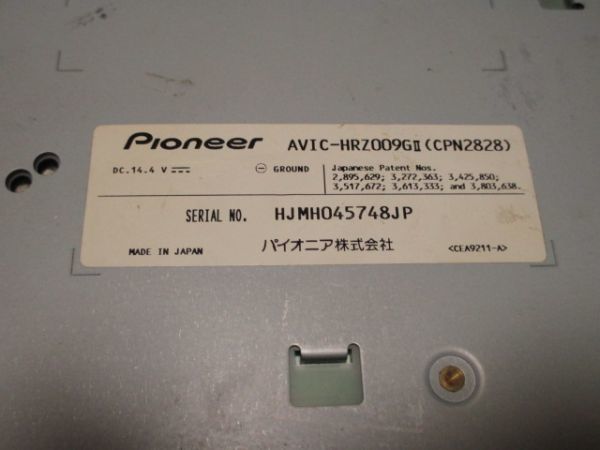 Pioneer AVIC-HRZ009GⅡ(CPN2828)
DC.14.4 V ⊖ GROUND
Japanese Patent Nos.
2,895,629; 3,272,363; 3,425,850;
3,517,672; 3,613,333; and 3,803,638.
SERIAL NO. HJMH045748JP
MADE IN JAPAN パイオニア株式会社 <CEA9211-A>